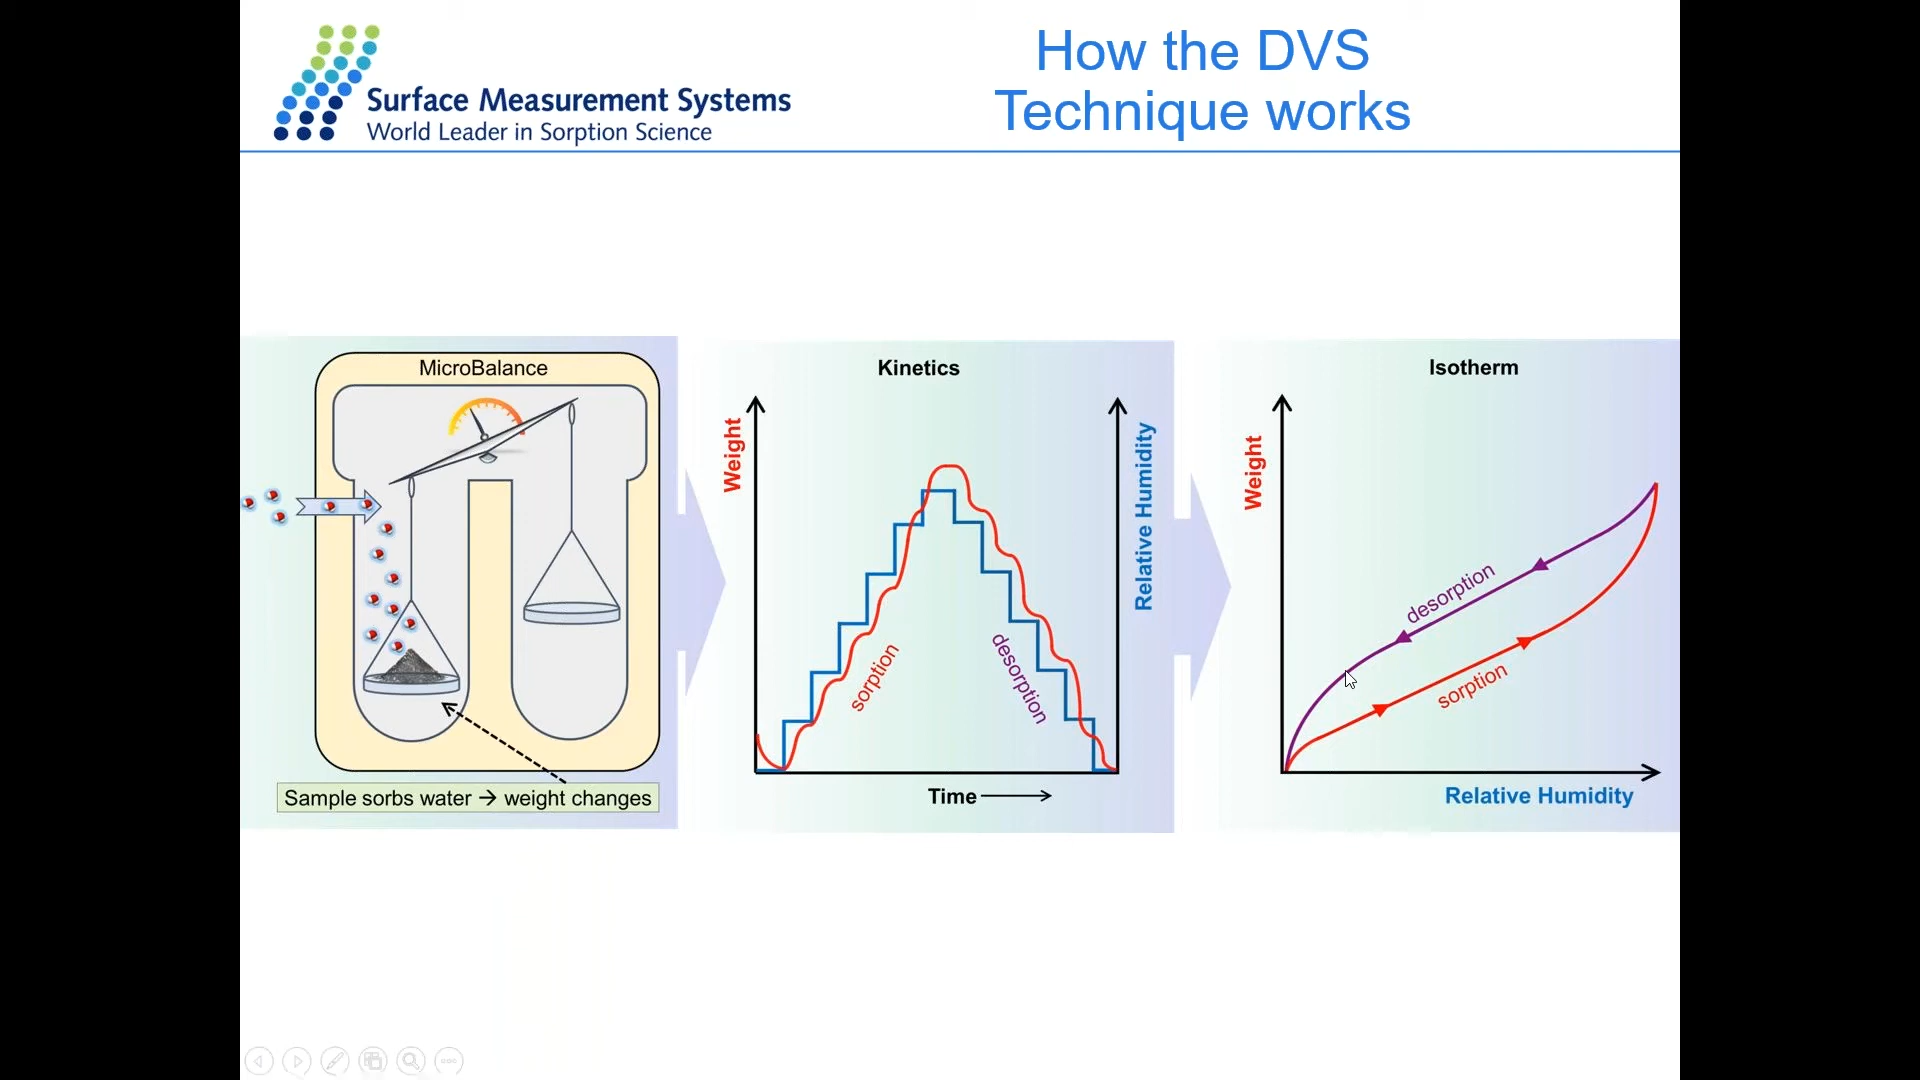 Surface Measurement Systems
World Leader in Sorption Science
How the DVS
Technique works
MicroBalance
Sample sorbs water → weight changes
Kinetics
Weight
Relative Humidity
sorption
desorption
Time
Isotherm
Weight
desorption
sorption
Relative Humidity